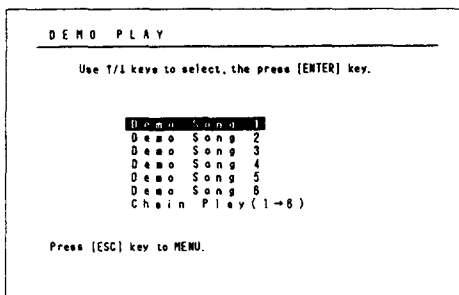 DEMO PLAY
Use ↑/↓ keys to select, the press [ENTER] key.
Demo Song 1
Demo Song 2
Demo Song 3
Demo Song 4
Demo Song 5
Demo Song 6
Chain Play(1→6)
Press [ESC] key to MENU.